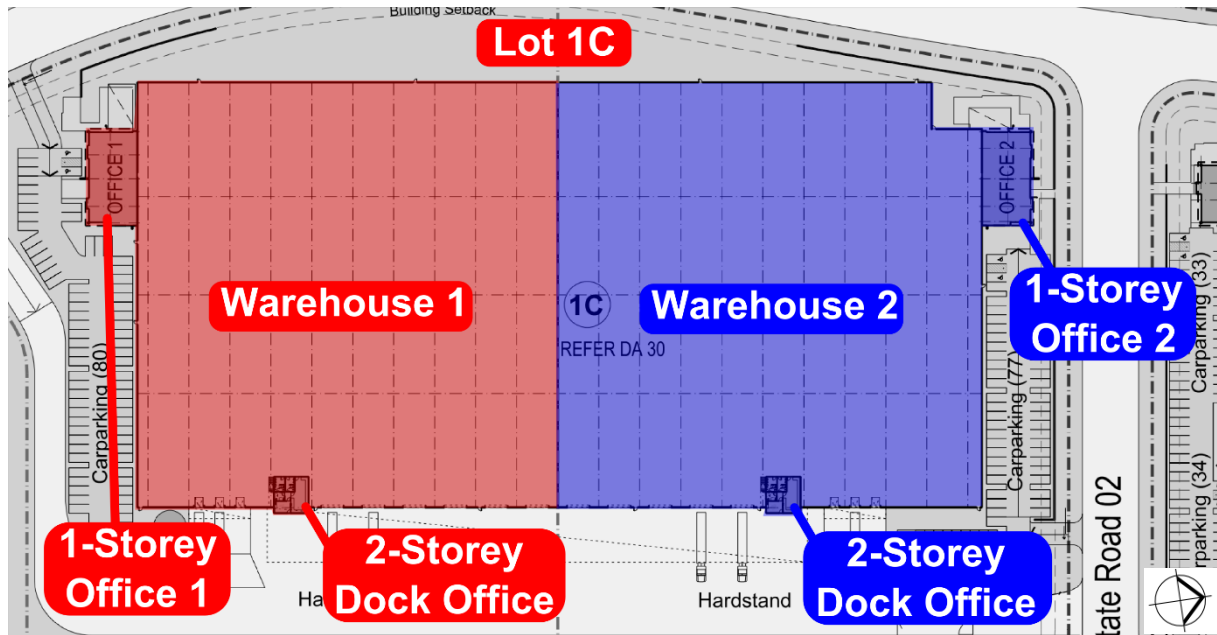 Building Setback
Lot 1C
OFFICE 1
OFFICE 2
Warehouse 1
1C
Warehouse 2
REFER DA 30
1-Storey
Office 2
Carparking (80)
Carparking (77)
Carparking (33)
Carparking (34)
1-Storey
Office 1
2-Storey
Dock Office
Hardstand
2-Storey
Dock Office
tate Road 02